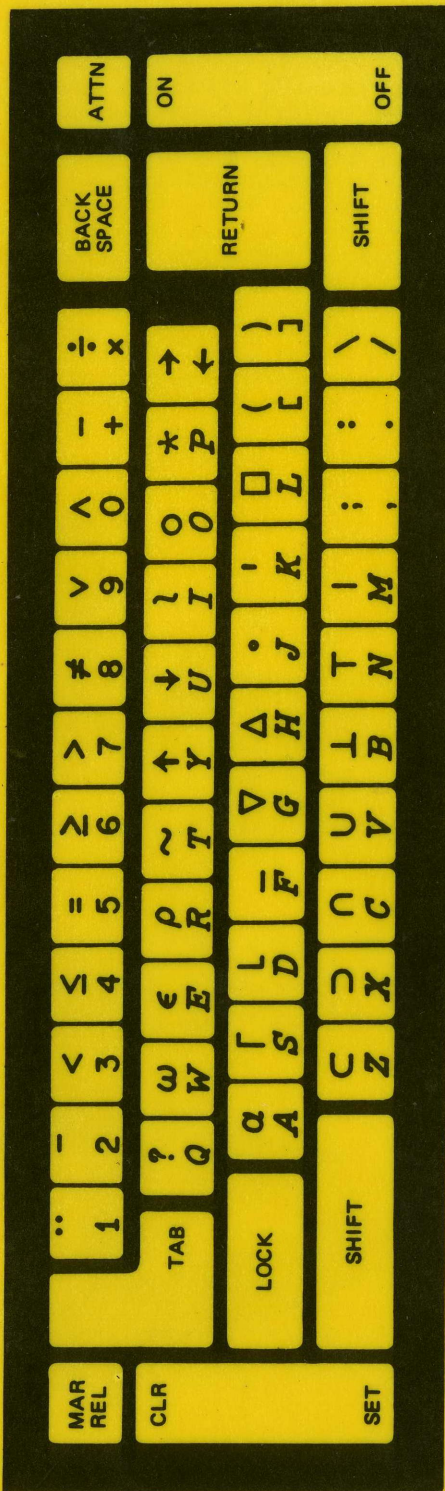 MAR
REL
¨ ¯ < ≤ = ≥ > ≠ ∨ ∧ − ÷
1 2 3 4 5 6 7 8 9 0 + ×
BACK
SPACE
ATTN
CLR
TAB
? ⍵ ∊ ⍴ ~ ↑ ↓ ⍳ ○ * →
Q W E R T Y U I O P ←
RETURN
ON
LOCK
⍺ ⌈ ⌊ _ ∇ ∆ ∘ ' ⎕ ( )
A S D F G H J K L [ ]
SET
SHIFT
⊂ ⊃ ∩ ∪ ⊥ ⊤ | ; : \
Z X C V B N M , . /
SHIFT
OFF